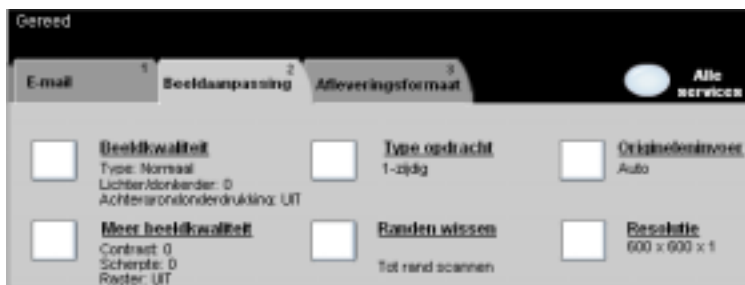 Gereed
E-mail
1
Beeldaanpassing
2
Afleveringsformaat
3
Alle
services
Beeldkwaliteit
Type: Normaal
Lichter/donkerder: 0
Achtergrondonderdrukking: UIT
Type opdracht
1-zijdig
Origineleninvoer
Auto
Meer beeldkwaliteit
Contrast: 0
Scherpte: 0
Raster: UIT
Randen wissen
Tot rand scannen
Resolutie
600 x 600 x 1